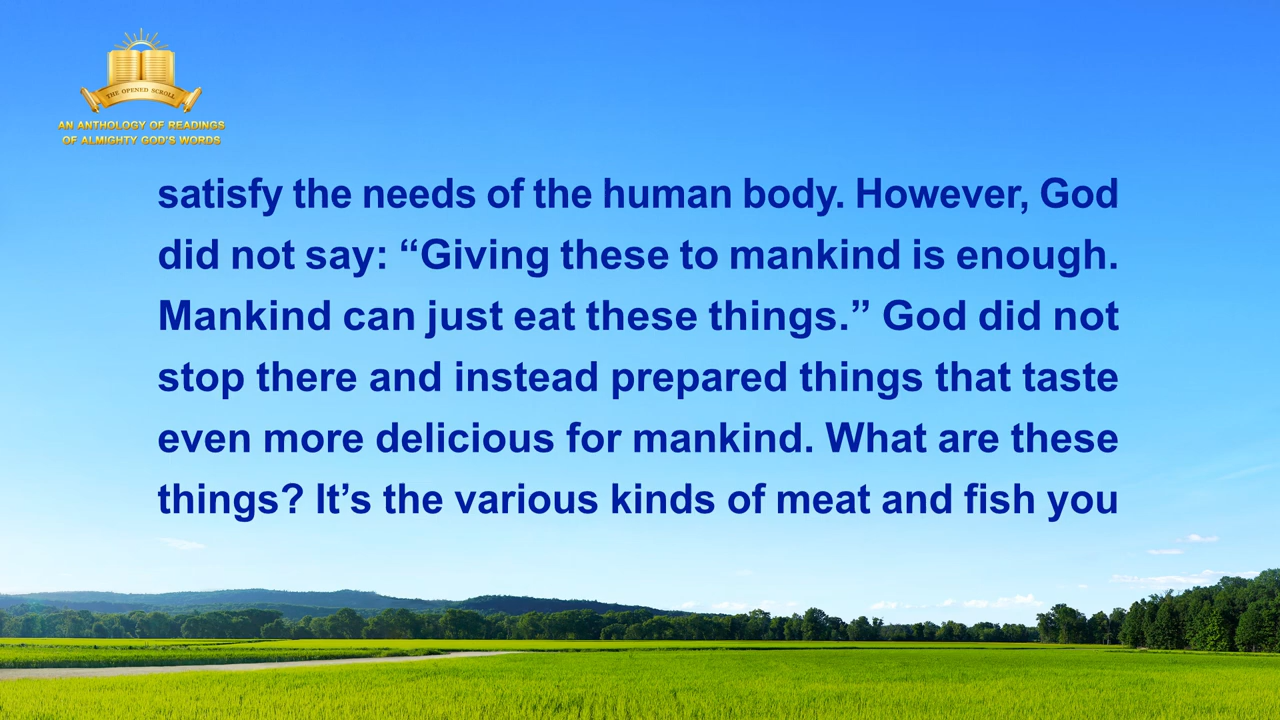 THE OPENED SCROLL
AN ANTHOLOGY OF READINGS
OF ALMIGHTY GOD'S WORDS
satisfy the needs of the human body. However, God
did not say: “Giving these to mankind is enough.
Mankind can just eat these things.” God did not
stop there and instead prepared things that taste
even more delicious for mankind. What are these
things? It’s the various kinds of meat and fish you